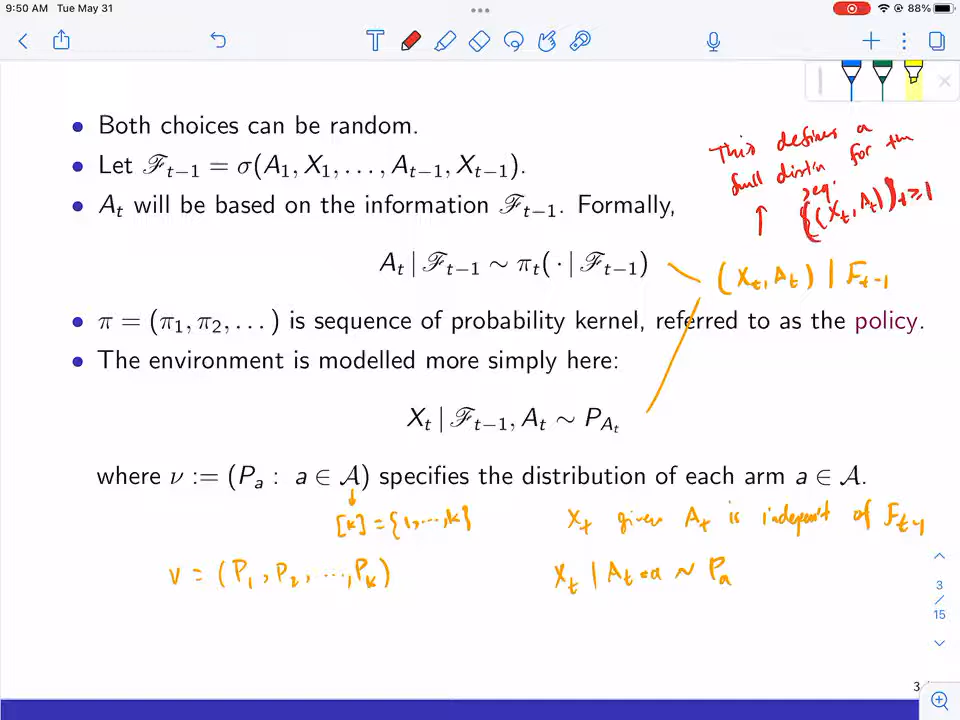 9:50 AM Tue May 31
88%
• Both choices can be random.
• Let ℱ_{t−1} = σ(A_1, X_1, . . . , A_{t−1}, X_{t−1}).
• A_t will be based on the information ℱ_{t−1}. Formally,
A_t | ℱ_{t−1} ∼ π_t( · | ℱ_{t−1})
• π = (π_1, π_2, . . . ) is sequence of probability kernel, referred to as the policy.
• The environment is modelled more simply here:
X_t | ℱ_{t−1}, A_t ∼ P_{A_t}
where ν := (P_a : a ∈ 𝒜) specifies the distribution of each arm a ∈ 𝒜.
This defines a
full distr'n for the
seq.
{(X_t, A_t)}_{t≥1}
↑
(X_t, A_t) | F_{t-1}
↓
[k] = {1, ..., k}
ν = (P_1, P_2, ..., P_k)
X_t given A_t is indepen't of F_{t-1}
X_t | A_t = a ~ P_a
3
/
15
3